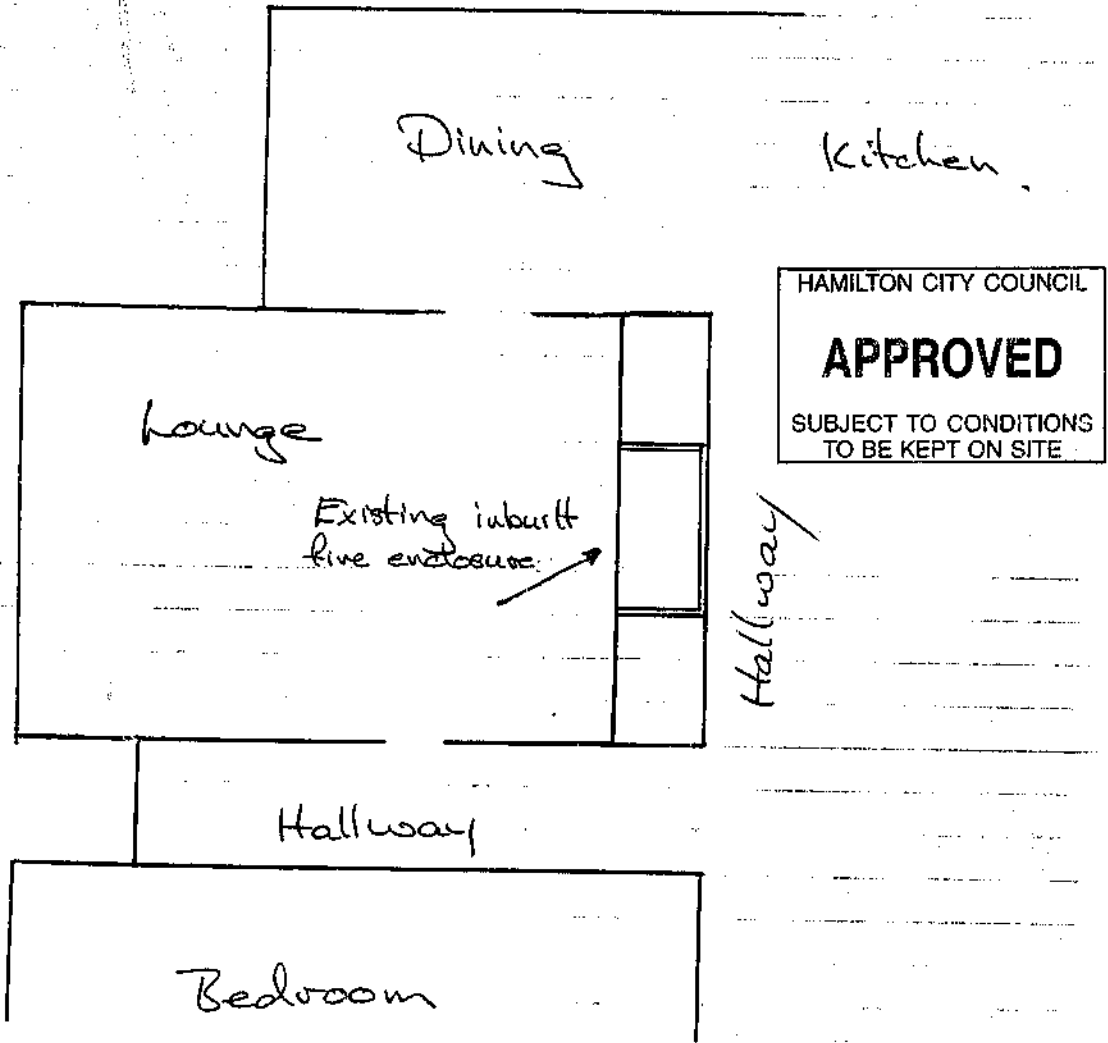 Dining
Kitchen
HAMILTON CITY COUNCIL
APPROVED
SUBJECT TO CONDITIONS
TO BE KEPT ON SITE
Lounge
Existing inbuilt
fire enclosure
Hallway
Hallway
Bedroom